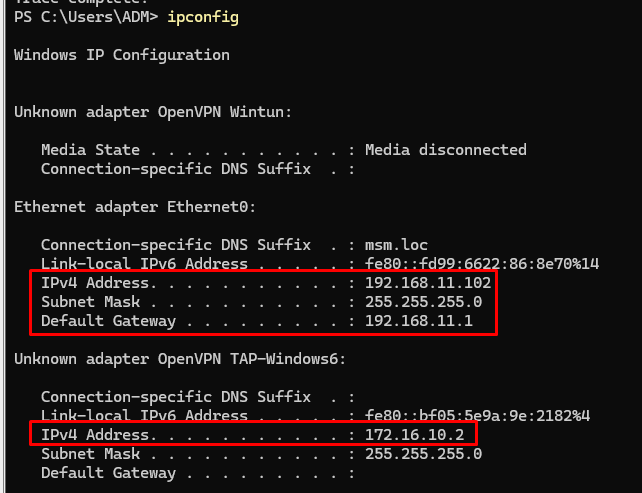 Trace complete.
PS C:\Users\ADM> ipconfig
Windows IP Configuration
Unknown adapter OpenVPN Wintun:
Media State . . . . . . . . . . . : Media disconnected
Connection-specific DNS Suffix  . :
Ethernet adapter Ethernet0:
Connection-specific DNS Suffix  . : msm.loc
Link-local IPv6 Address . . . . . : fe80::fd99:6622:86:8e70%14
IPv4 Address. . . . . . . . . . . : 192.168.11.102
Subnet Mask . . . . . . . . . . . : 255.255.255.0
Default Gateway . . . . . . . . . : 192.168.11.1
Unknown adapter OpenVPN TAP-Windows6:
Connection-specific DNS Suffix  . :
Link-local IPv6 Address . . . . . : fe80::bf05:5e9a:9e:2182%4
IPv4 Address. . . . . . . . . . . : 172.16.10.2
Subnet Mask . . . . . . . . . . . : 255.255.255.0
Default Gateway . . . . . . . . . :